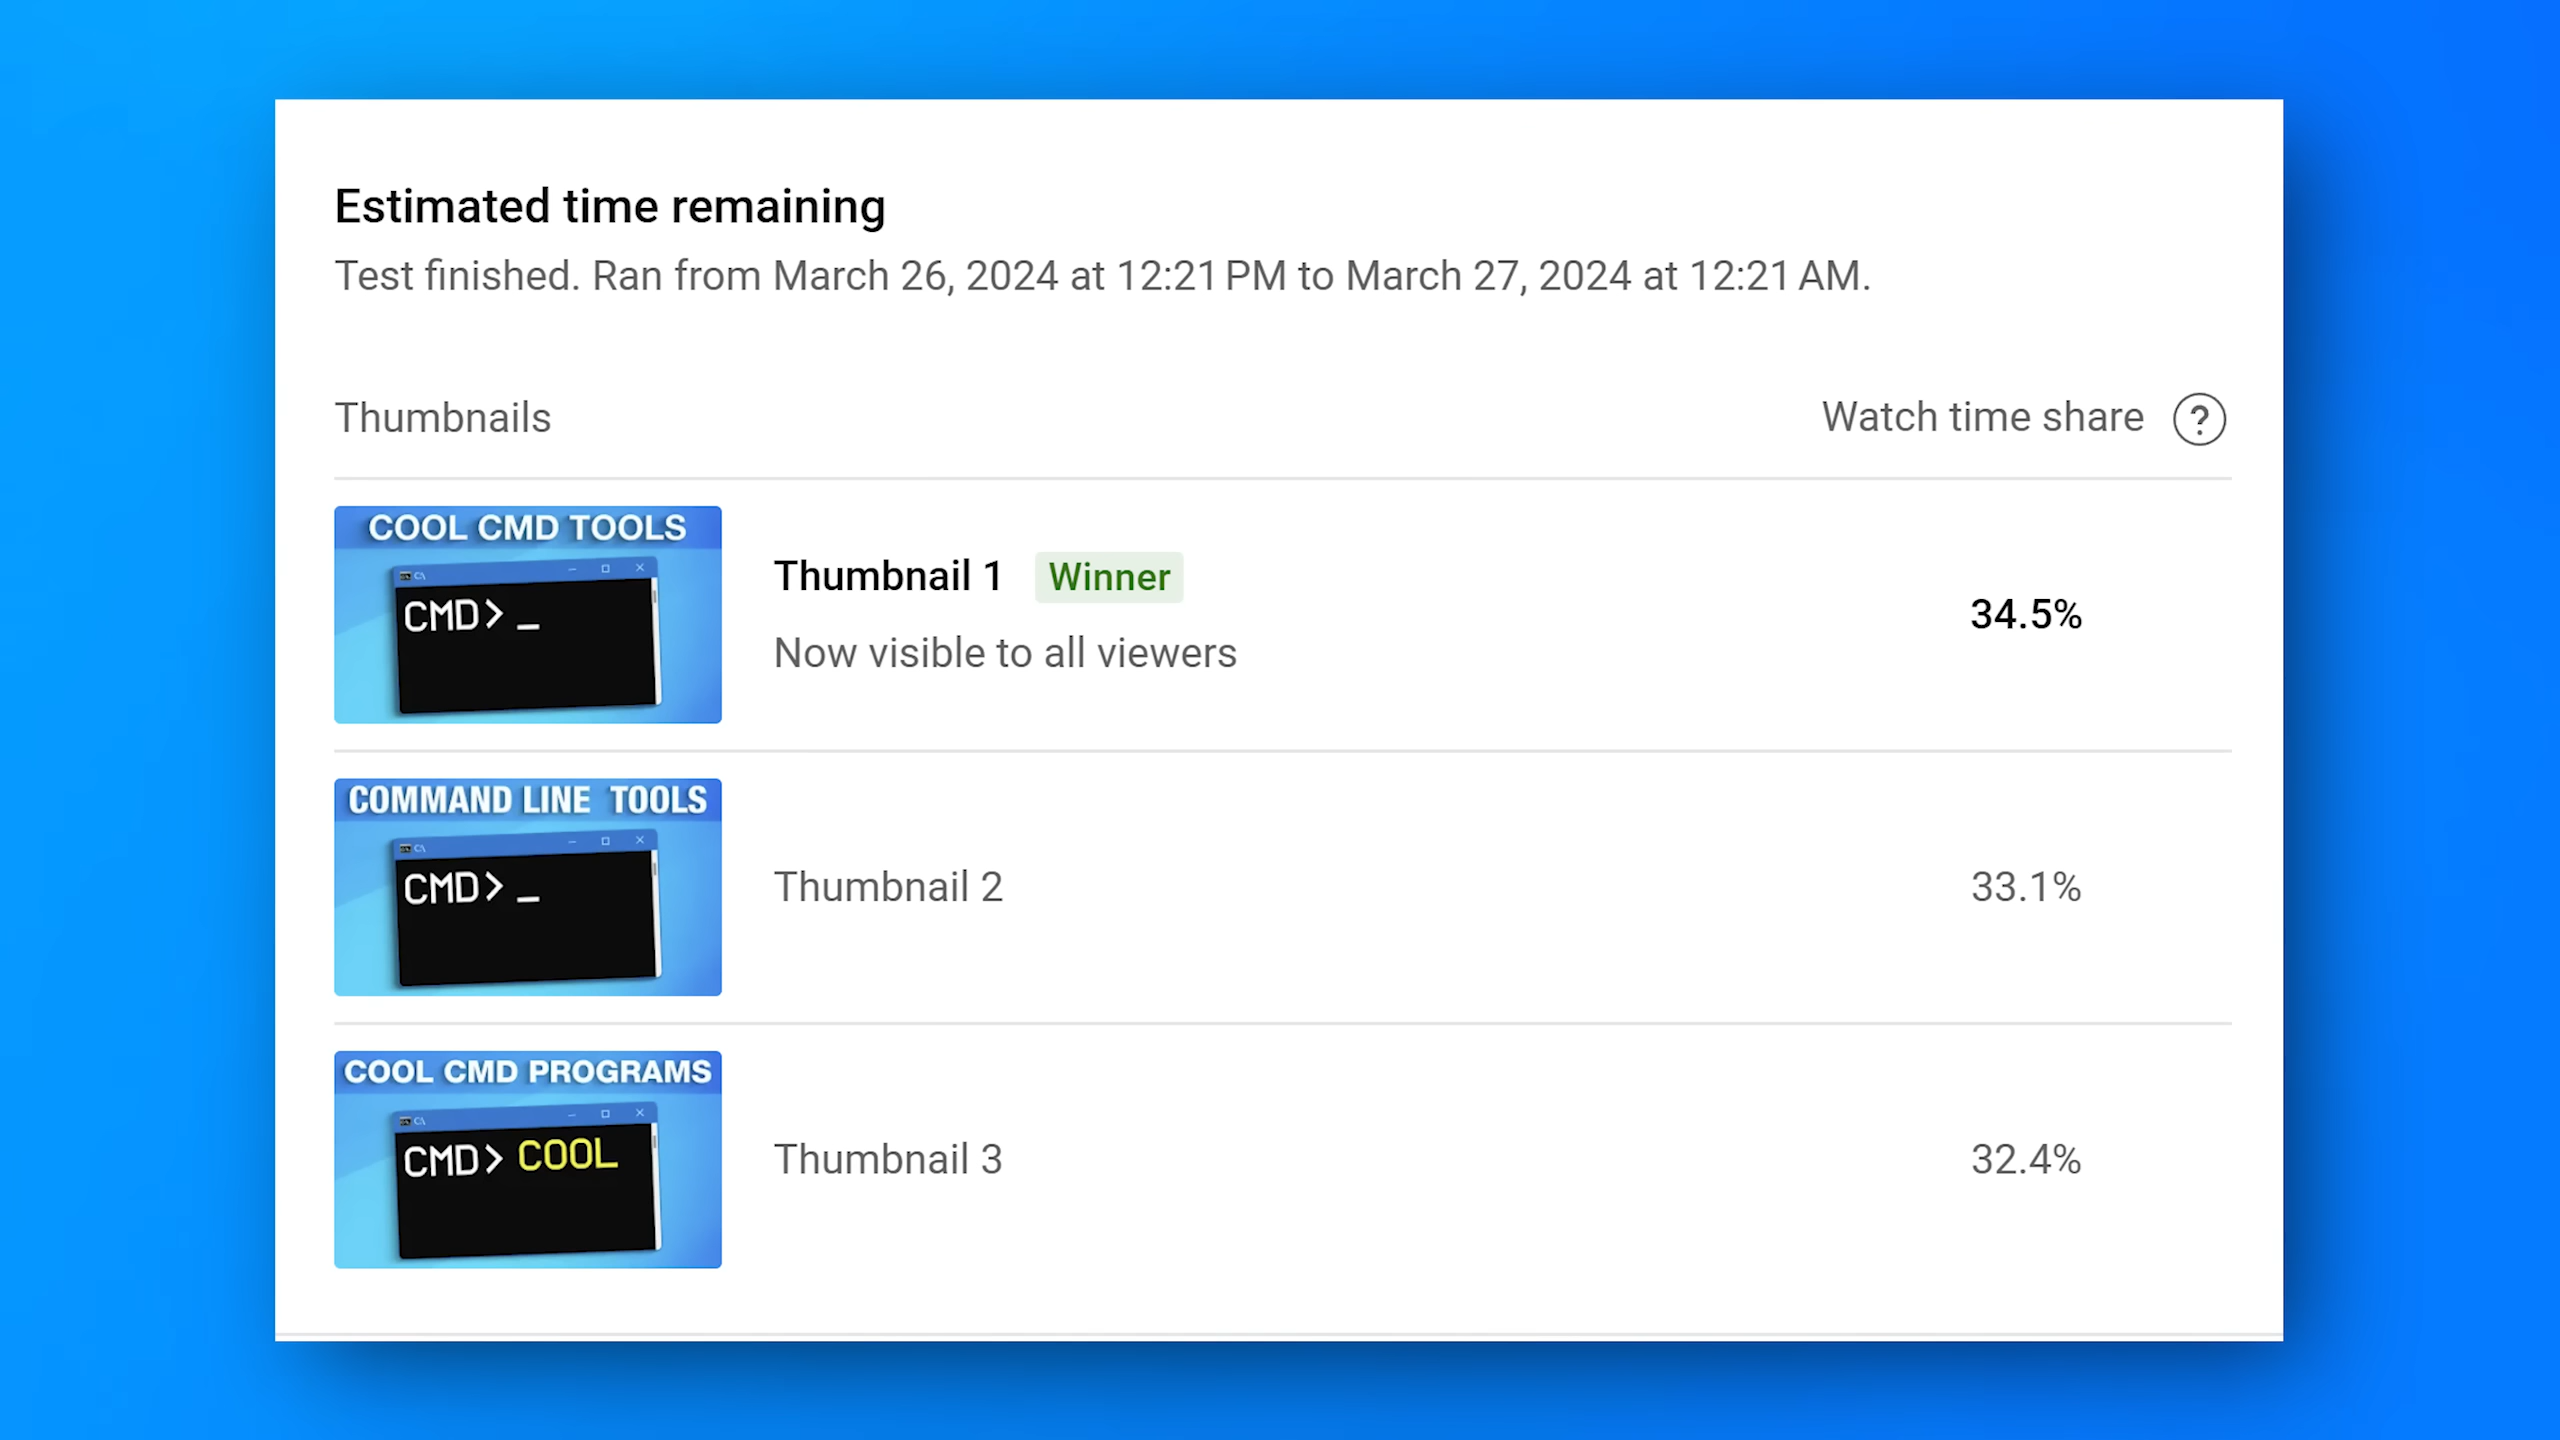 Estimated time remaining
Test finished. Ran from March 26, 2024 at 12:21 PM to March 27, 2024 at 12:21 AM.
Thumbnails
Watch time share ?
COOL CMD TOOLS
C:\
CMD> _
Thumbnail 1 Winner
Now visible to all viewers
34.5%
COMMAND LINE TOOLS
C:\
CMD> _
Thumbnail 2
33.1%
COOL CMD PROGRAMS
C:\
CMD> COOL
Thumbnail 3
32.4%